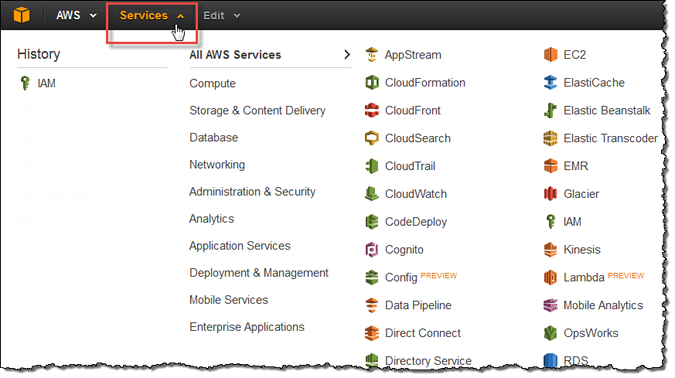 AWS Services Edit
History
IAM
All AWS Services
Compute
Storage & Content Delivery
Database
Networking
Administration & Security
Analytics
Application Services
Deployment & Management
Mobile Services
Enterprise Applications
AppStream
CloudFormation
CloudFront
CloudSearch
CloudTrail
CloudWatch
CodeDeploy
Cognito
Config PREVIEW
Data Pipeline
Direct Connect
Directory Service
EC2
ElastiCache
Elastic Beanstalk
Elastic Transcoder
EMR
Glacier
IAM
Kinesis
Lambda PREVIEW
Mobile Analytics
OpsWorks
RDS